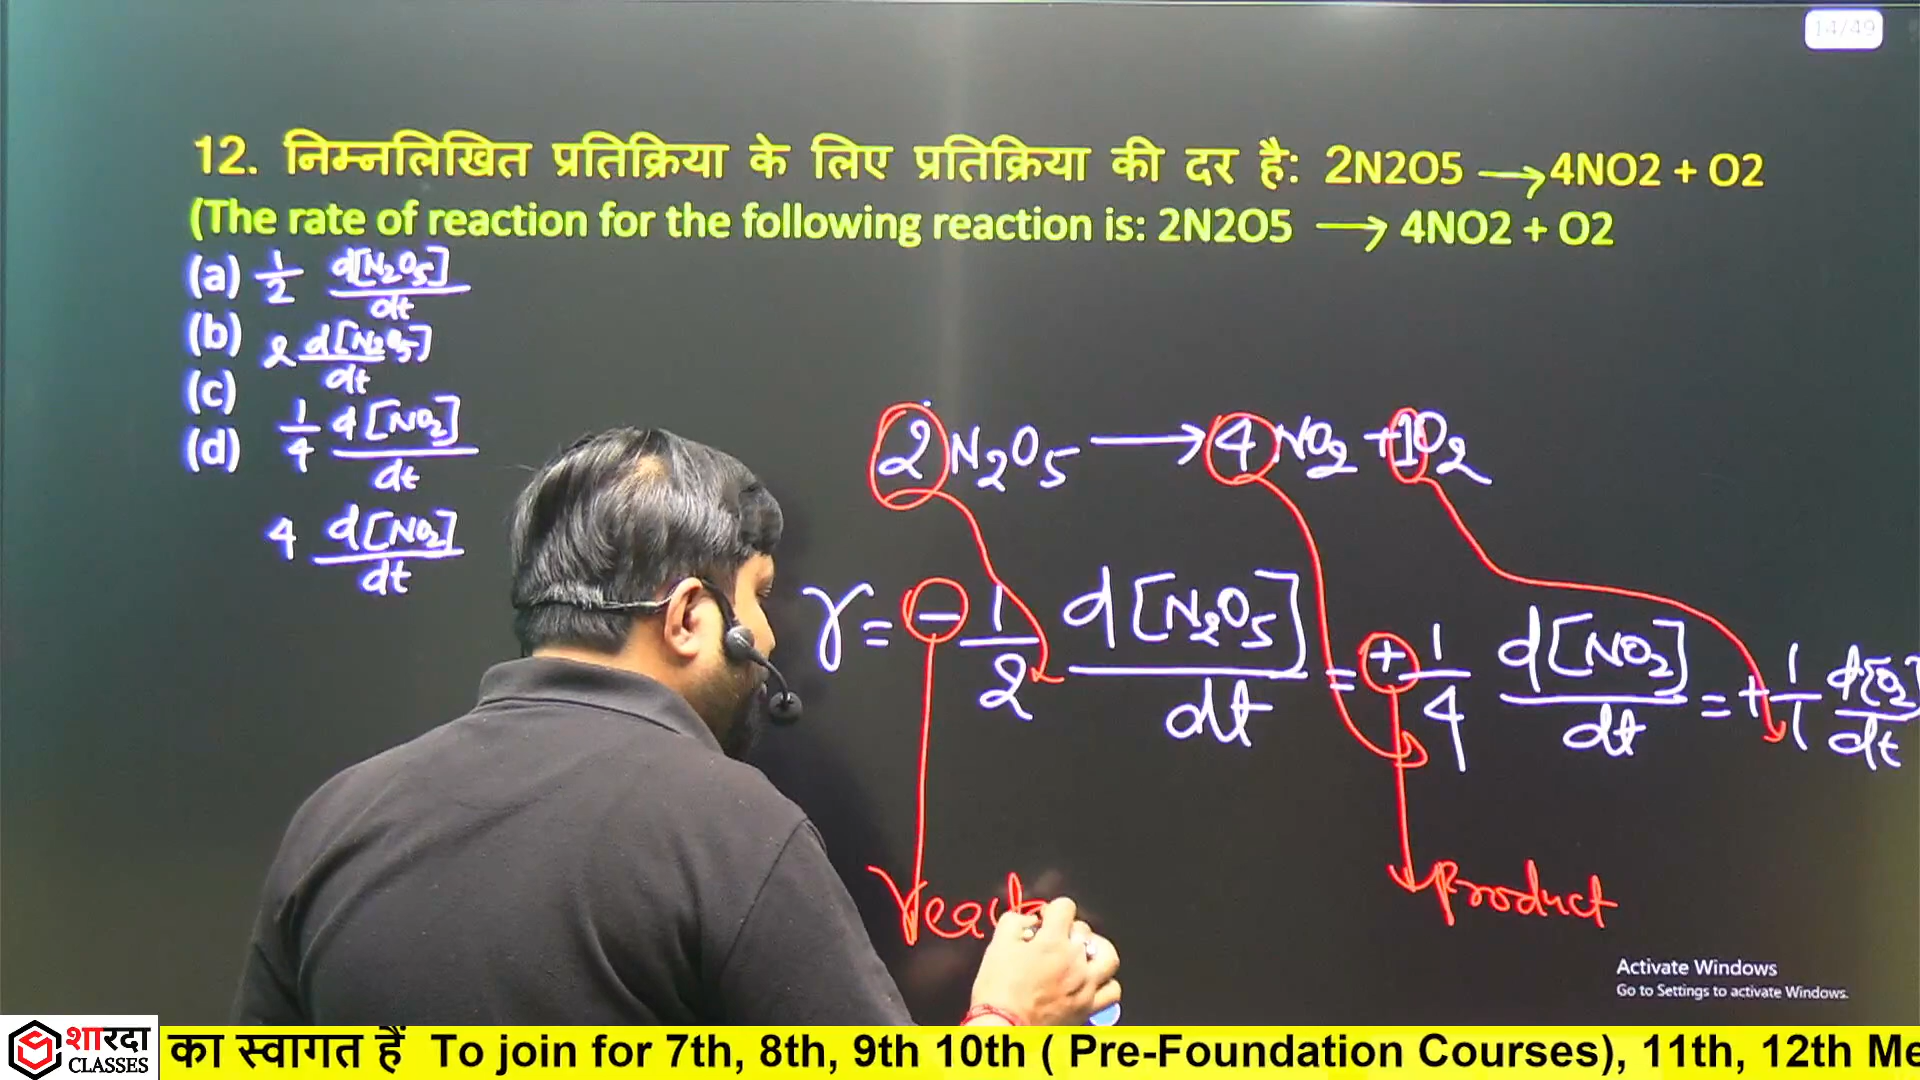 14/49
12. निम्नलिखित प्रतिक्रिया के लिए प्रतिक्रिया की दर है: 2N2O5 ⟶ 4NO2 + O2
(The rate of reaction for the following reaction is: 2N2O5 ⟶ 4NO2 + O2
(a) 1/2 d[N₂O₅]/dt
(b) 2 d[N₂O₅]/dt
(c) 1/4 d[NO₂]/dt
(d) 4 d[NO₂]/dt
2N₂O₅ ⟶ 4NO₂ + 1O₂
r = - 1/2 d[N₂O₅]/dt = + 1/4 d[NO₂]/dt = + 1/1 d[O₂]/dt
Product
Activate Windows
Go to Settings to activate Windows.
शारदा
CLASSES
का स्वागत हैं To join for 7th, 8th, 9th 10th ( Pre-Foundation Courses), 11th, 12th Me